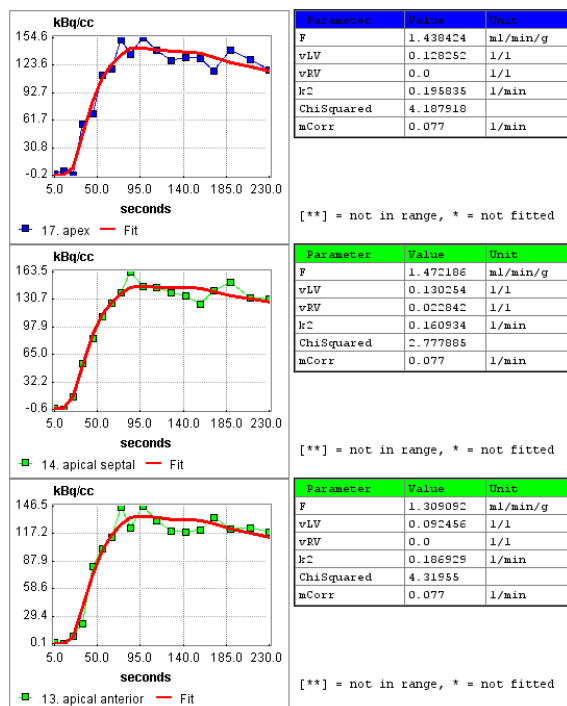 kBq/cc
154.6
123.6
92.7
61.7
30.8
-0.2
5.0 50.0 95.0 140.0 185.0 230.0
seconds
17. apex Fit
Parameter Value Unit
F 1.438424 ml/min/g
vLV 0.128252 1/1
vRV 0.0 1/1
k2 0.195835 1/min
ChiSquared 4.187918
mCorr 0.077 1/min
[**] = not in range, * = not fitted
kBq/cc
163.5
130.7
97.9
65.0
32.2
-0.6
5.0 50.0 95.0 140.0 185.0 230.0
seconds
14. apical septal Fit
Parameter Value Unit
F 1.472186 ml/min/g
vLV 0.130254 1/1
vRV 0.022842 1/1
k2 0.160934 1/min
ChiSquared 2.777885
mCorr 0.077 1/min
[**] = not in range, * = not fitted
kBq/cc
146.5
117.2
87.9
58.6
29.4
0.1
5.0 50.0 95.0 140.0 185.0 230.0
seconds
13. apical anterior Fit
Parameter Value Unit
F 1.309092 ml/min/g
vLV 0.092456 1/1
vRV 0.0 1/1
k2 0.186929 1/min
ChiSquared 4.31955
mCorr 0.077 1/min
[**] = not in range, * = not fitted